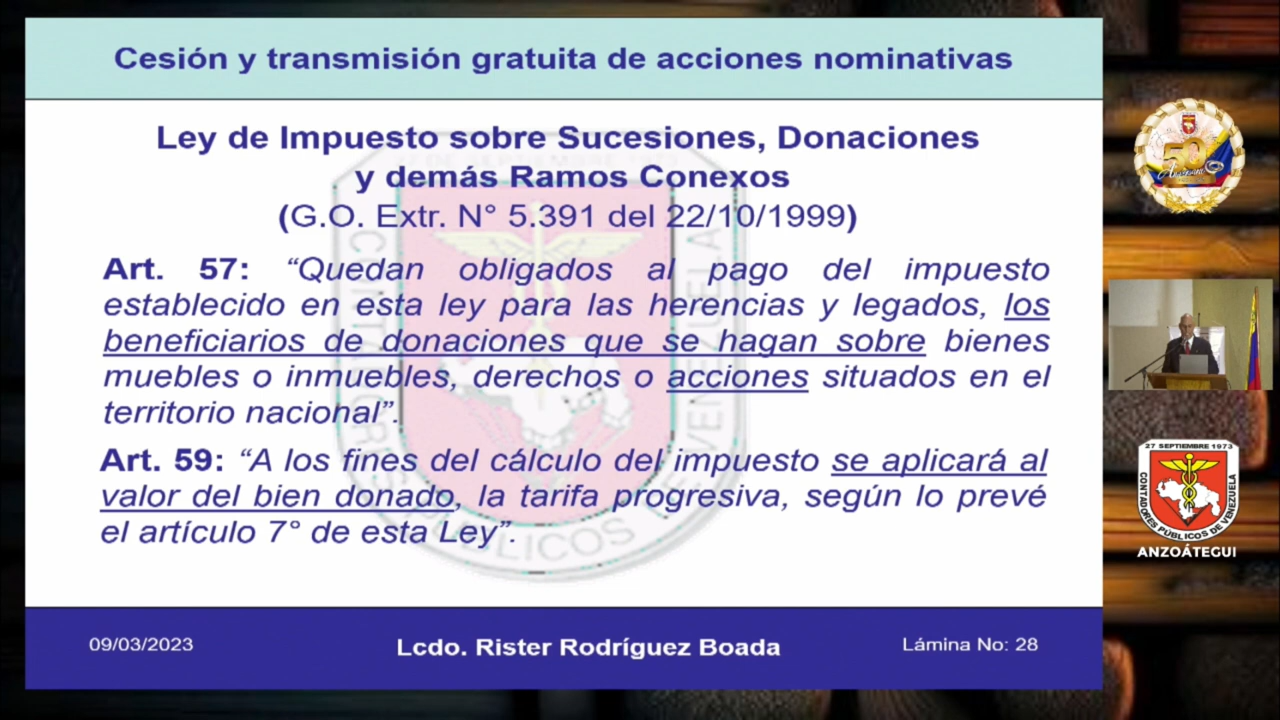 Cesión y transmisión gratuita de acciones nominativas
Ley de Impuesto sobre Sucesiones, Donaciones
y demás Ramos Conexos
(G.O. Extr. N° 5.391 del 22/10/1999)
Art. 57: “Quedan obligados al pago del impuesto
establecido en esta ley para las herencias y legados, los
beneficiarios de donaciones que se hagan sobre bienes
muebles o inmuebles, derechos o acciones situados en el
territorio nacional”.
Art. 59: “A los fines del cálculo del impuesto se aplicará al
valor del bien donado, la tarifa progresiva, según lo prevé
el artículo 7° de esta Ley”.
09/03/2023
Lcdo. Rister Rodríguez Boada
Lámina No: 28
50
27 SEPTIEMBRE 1973
CONTADORES PÚBLICOS DE VENEZUELA
ANZOÁTEGUI